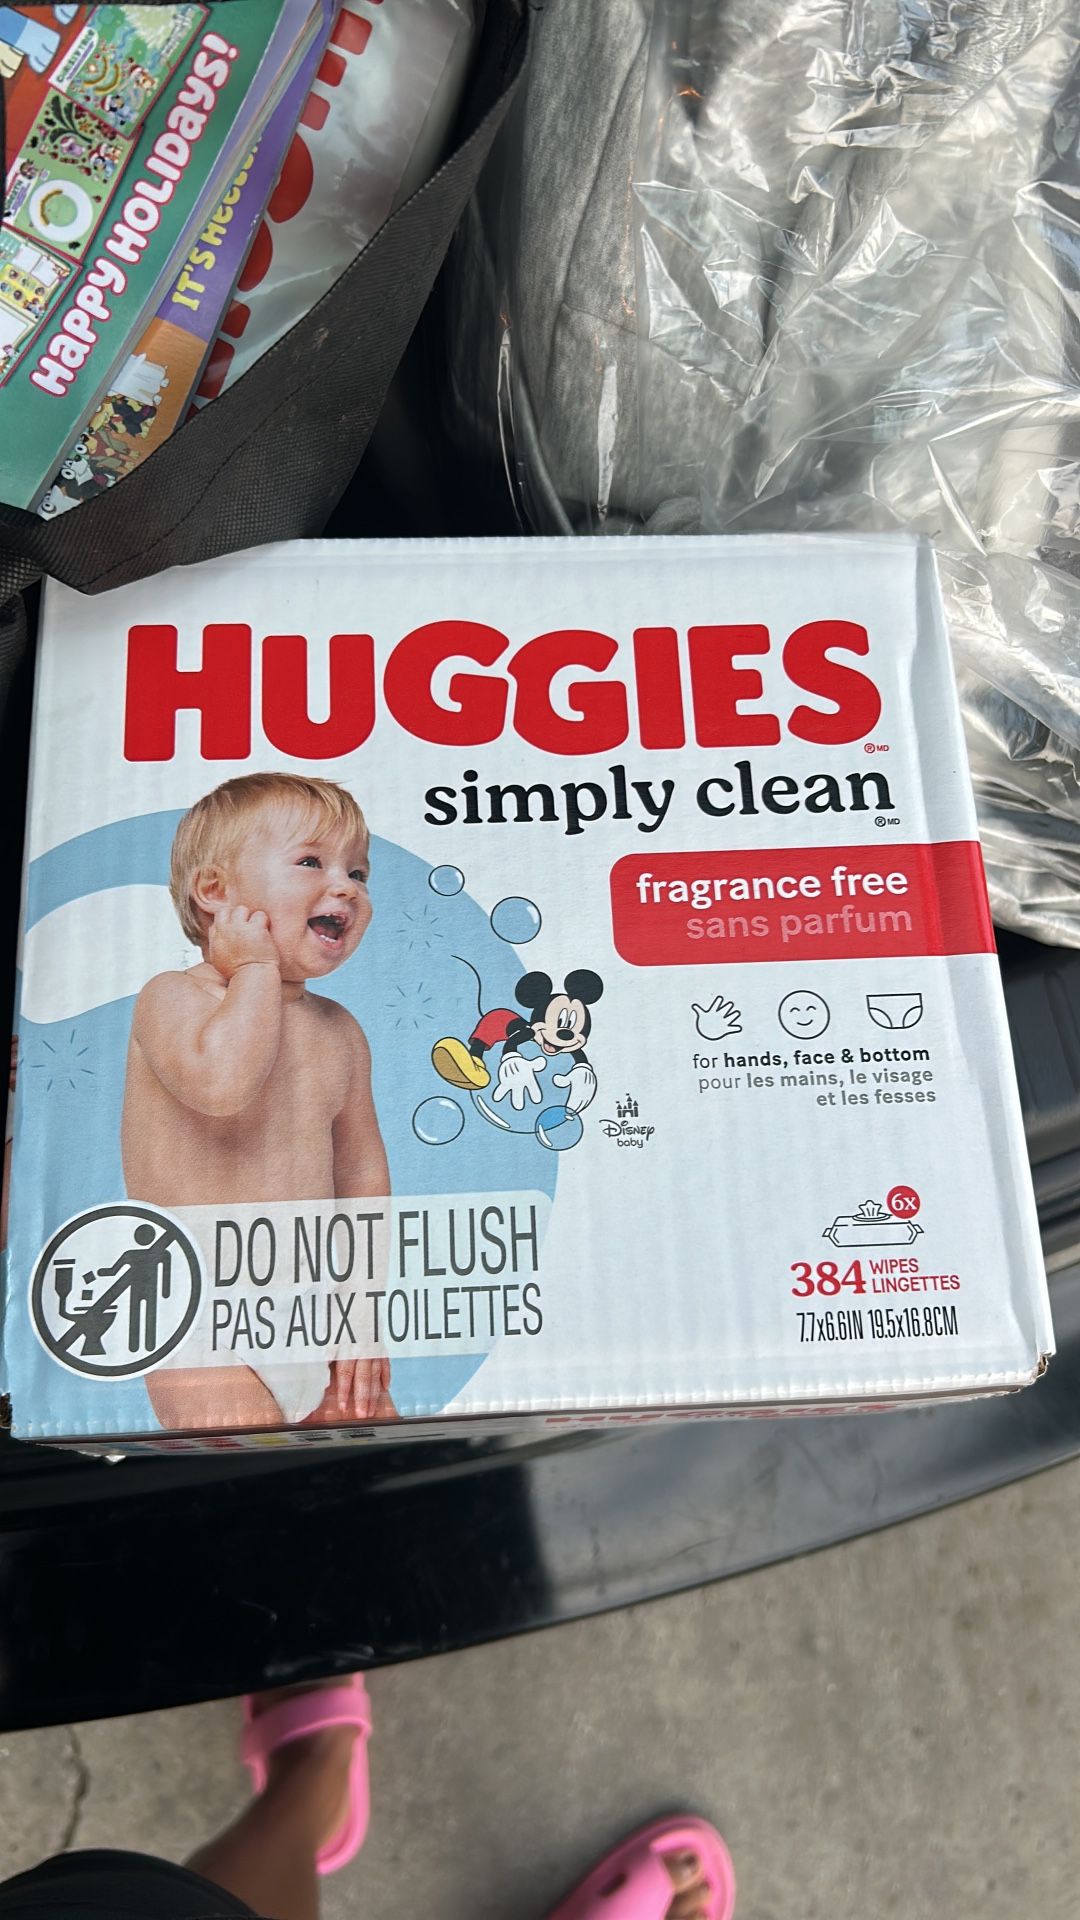 HAPPY HOLIDAYS!
IT'S
HUGGIES
® MD
simply clean
® MD
fragrance free
sans parfum
for hands, face & bottom
pour les mains, le visage
et les fesses
Disney
baby
DO NOT FLUSH
PAS AUX TOILETTES
6x
384 WIPES
LINGETTES
7.7x6.6IN 19.5x16.8CM